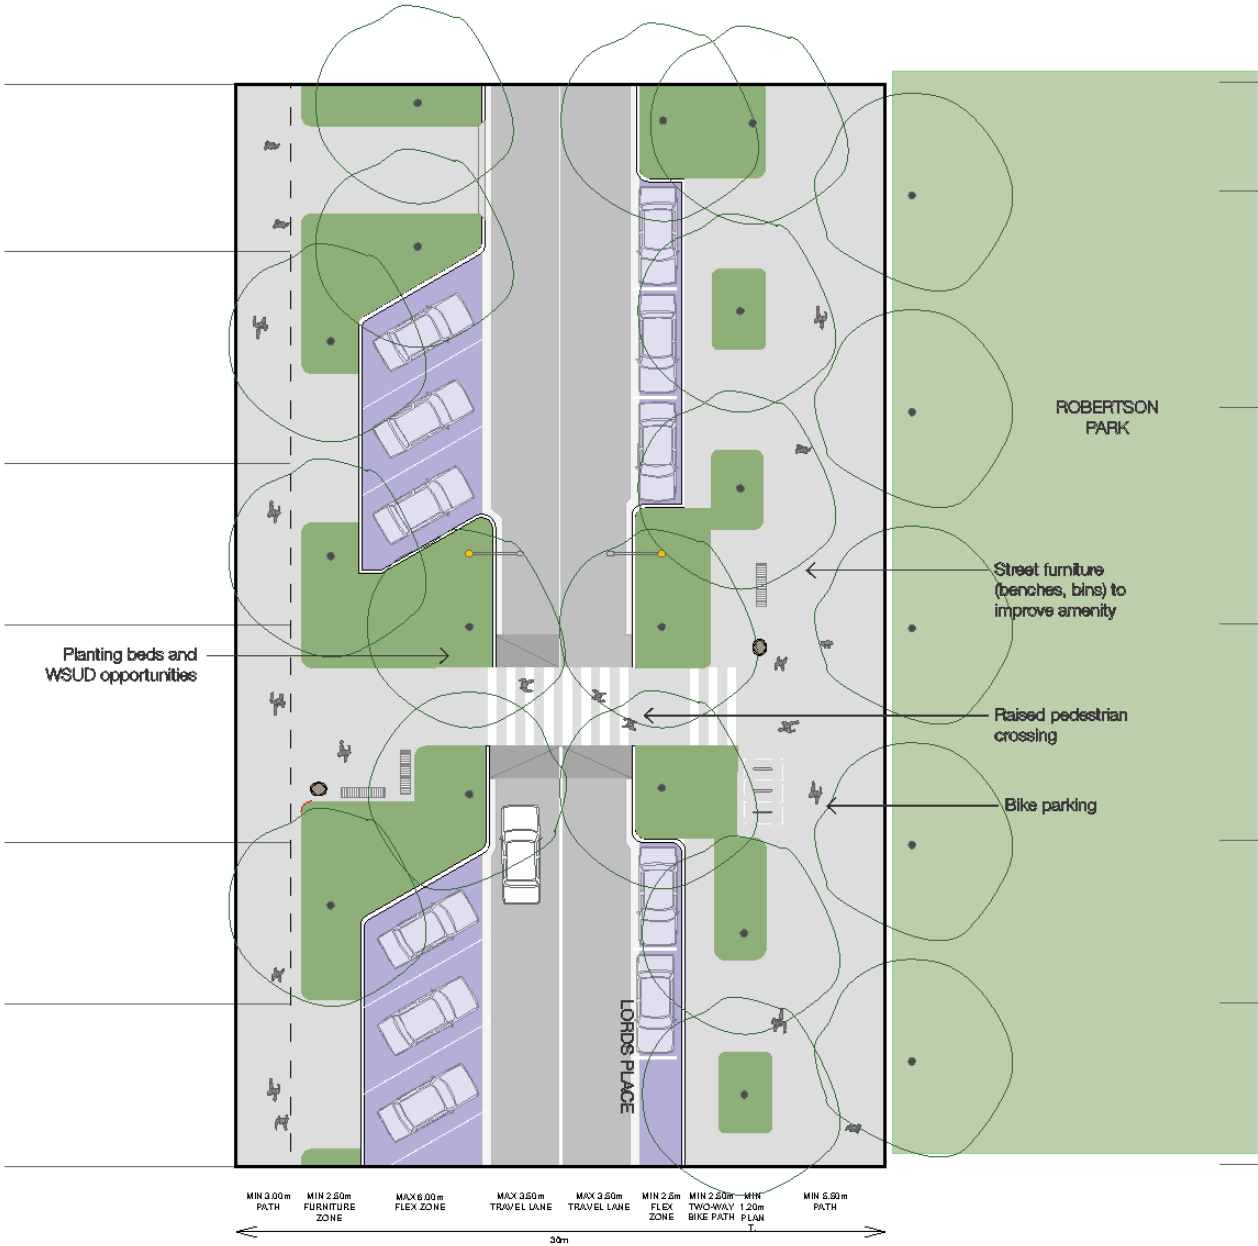 ROBERTSON
PARK
Street furniture
(benches, bins) to
improve amenity
Planting beds and
WSUD opportunities
Raised pedestrian
crossing
Bike parking
LORDS PLACE
MIN 3.00m
PATH
MIN 2.50m
FURNITURE
ZONE
MAX 6.00m
FLEX ZONE
MAX 3.50m
TRAVEL LANE
MAX 3.50m
TRAVEL LANE
MIN 2.5m
FLEX
ZONE
MIN 2.50m
TWO-WAY
BIKE PATH
MIN
1.20m
PLAN
T.
MIN 5.50m
PATH
30m